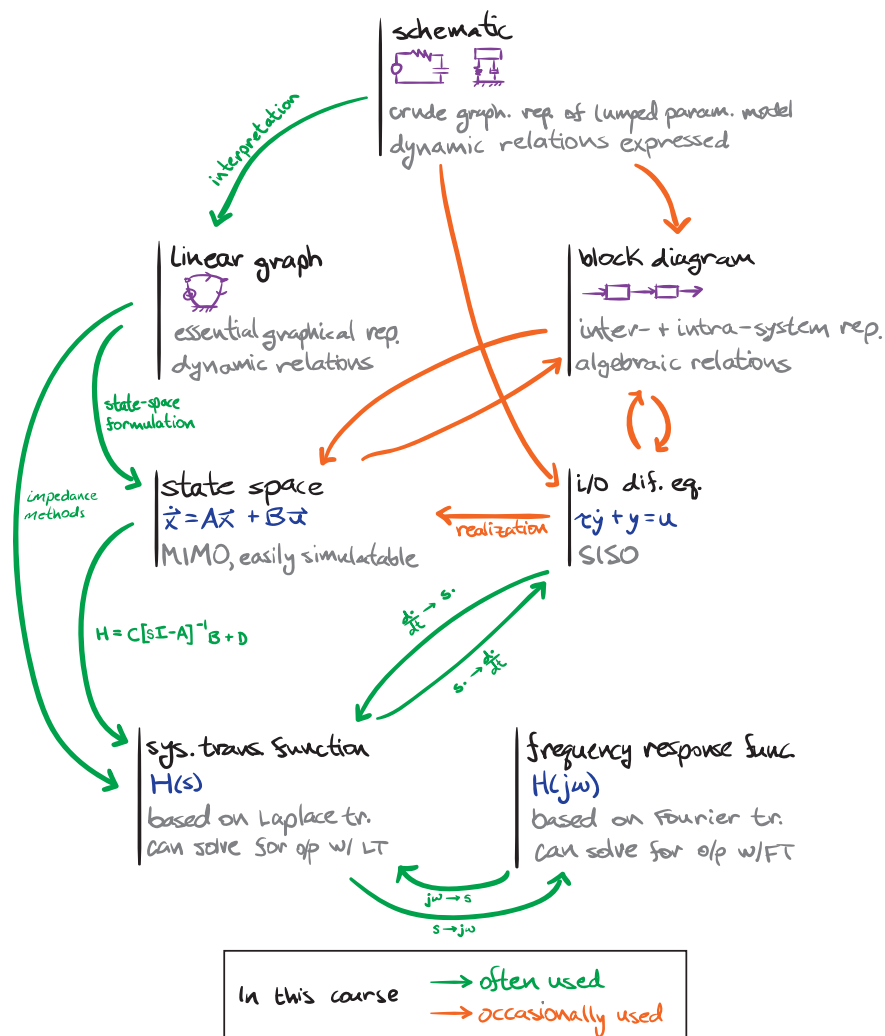 schematic
crude graph. rep. of lumped param. model
dynamic relations expressed
interpretation
linear graph
essential graphical rep.
dynamic relations
block diagram
inter- + intra-system rep.
algebraic relations
state-space
formulation
impedance
methods
state space
ẋ⃗ = Ax⃗ + Bu⃗
MIMO, easily simulatable
realization
i/o dif. eq.
τẏ + y = u
SISO
H = C[sI-A]⁻¹B + D
d·/dt → s·
s· → d·/dt
sys. trans. function
H(s)
based on Laplace tr.
can solve for o/p w/ LT
frequency response func.
H(jω)
based on Fourier tr.
can solve for o/p w/FT
jω → s
s → jω
In this course → often used
→ occasionally used